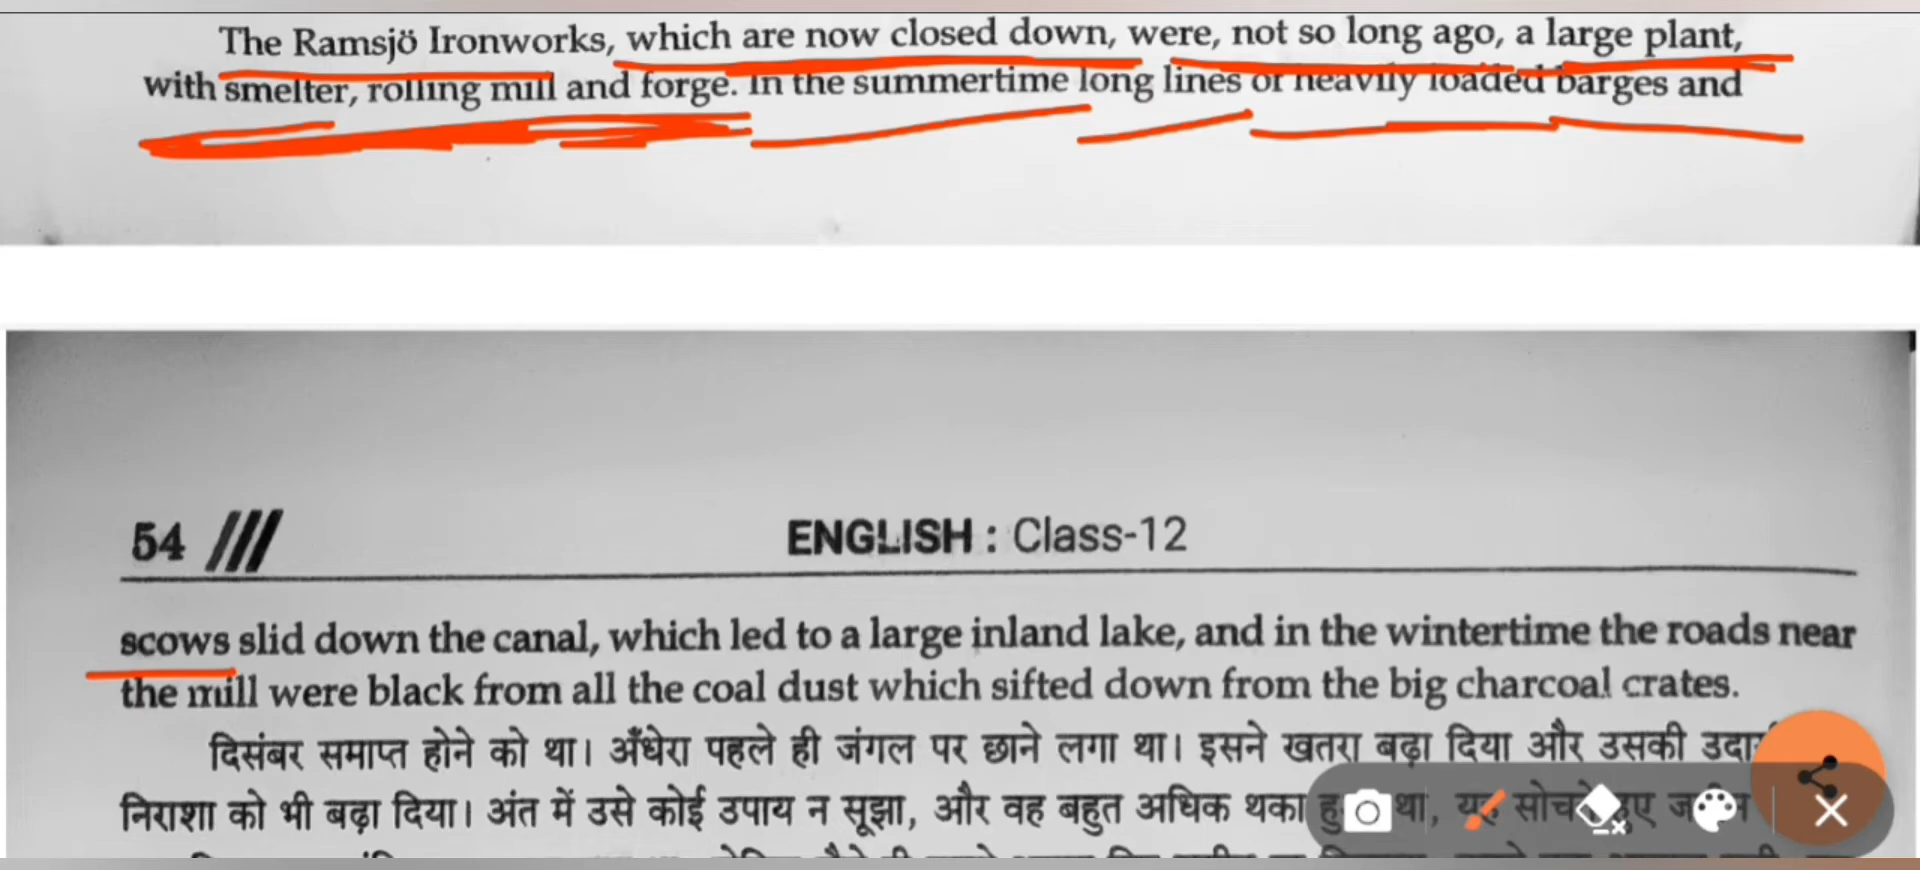 The Ramsjö Ironworks, which are now closed down, were, not so long ago, a large plant,
with smelter, rolling mill and forge. In the summertime long lines of heavily loaded barges and
54 ///
ENGLISH : Class-12
scows slid down the canal, which led to a large inland lake, and in the wintertime the roads near
the mill were black from all the coal dust which sifted down from the big charcoal crates.
दिसंबर समाप्त होने को था। अँधेरा पहले ही जंगल पर छाने लगा था। इसने खतरा बढ़ा दिया और उसकी
निराशा को भी बढ़ा दिया। अंत में उसे कोई उपाय न सूझा, और वह बहुत अधिक थका था, यह